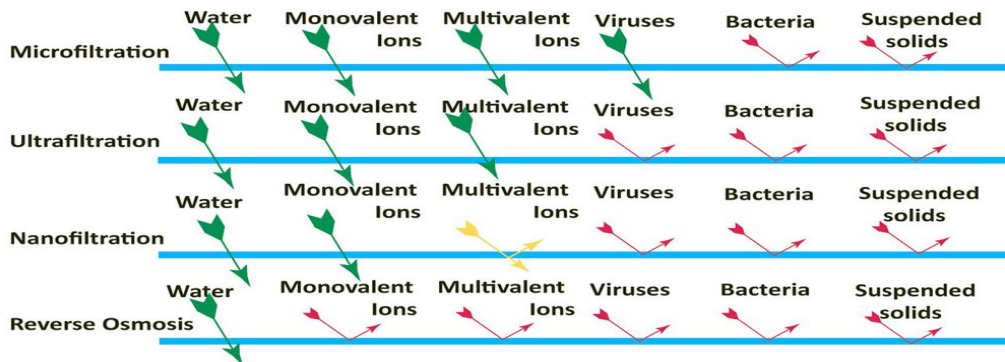 Water Monovalent Ions Multivalent Ions Viruses Bacteria Suspended solids
Microfiltration
Water Monovalent Ions Multivalent Ions Viruses Bacteria Suspended solids
Ultrafiltration
Water Monovalent Ions Multivalent Ions Viruses Bacteria Suspended solids
Nanofiltration
Water Monovalent Ions Multivalent Ions Viruses Bacteria Suspended solids
Reverse Osmosis